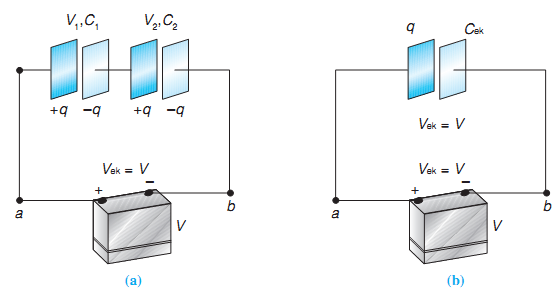 V₁,C₁ V₂,C₂
+q -q +q -q
Vek = V
+ −
a b
V
(a)
q Cek
Vek = V
Vek = V
+ −
a b
V
(b)